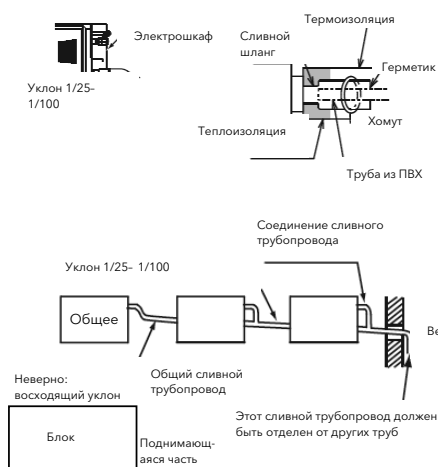 Электрошкаф
Уклон 1/25–
1/100
Термоизоляция
Сливной
шланг
Герметик
Теплоизоляция
Хомут
Труба из ПВХ
Соединение сливного
трубопровода
Уклон 1/25– 1/100
Общее
Ве
Неверно:
восходящий уклон
Общий сливной
трубопровод
Этот сливной трубопровод должен
быть отделен от других труб
Блок
Поднимающ-
аяся часть